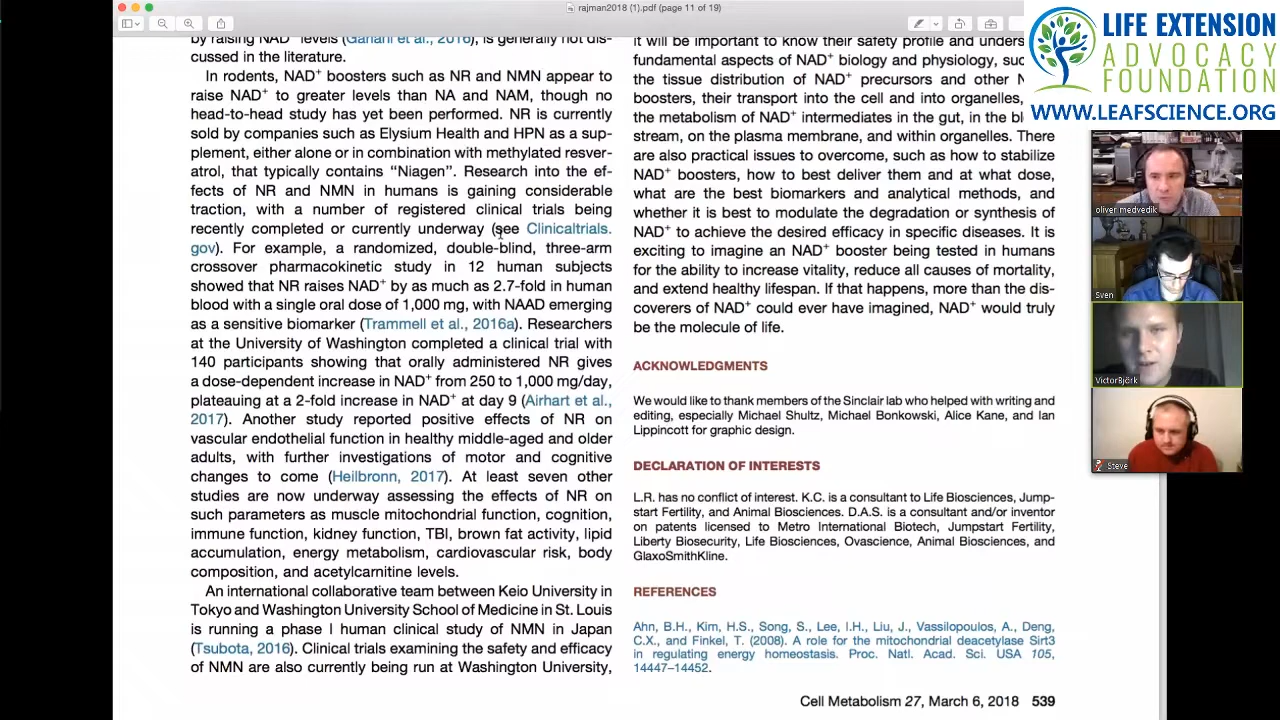 rajman2018 (1).pdf (page 11 of 19)
by raising NAD+ levels (Gariani et al., 2016), is generally not dis-
cussed in the literature.
In rodents, NAD+ boosters such as NR and NMN appear to
raise NAD+ to greater levels than NA and NAM, though no
head-to-head study has yet been performed. NR is currently
sold by companies such as Elysium Health and HPN as a sup-
plement, either alone or in combination with methylated resver-
atrol, that typically contains “Niagen”. Research into the ef-
fects of NR and NMN in humans is gaining considerable
traction, with a number of registered clinical trials being
recently completed or currently underway (see Clinicaltrials.
gov). For example, a randomized, double-blind, three-arm
crossover pharmacokinetic study in 12 human subjects
showed that NR raises NAD+ by as much as 2.7-fold in human
blood with a single oral dose of 1,000 mg, with NAAD emerging
as a sensitive biomarker (Trammell et al., 2016a). Researchers
at the University of Washington completed a clinical trial with
140 participants showing that orally administered NR gives
a dose-dependent increase in NAD+ from 250 to 1,000 mg/day,
plateauing at a 2-fold increase in NAD+ at day 9 (Airhart et al.,
2017). Another study reported positive effects of NR on
vascular endothelial function in healthy middle-aged and older
adults, with further investigations of motor and cognitive
changes to come (Heilbronn, 2017). At least seven other
studies are now underway assessing the effects of NR on
such parameters as muscle mitochondrial function, cognition,
immune function, kidney function, TBI, brown fat activity, lipid
accumulation, energy metabolism, cardiovascular risk, body
composition, and acetylcarnitine levels.
An international collaborative team between Keio University in
Tokyo and Washington University School of Medicine in St. Louis
is running a phase I human clinical study of NMN in Japan
(Tsubota, 2016). Clinical trials examining the safety and efficacy
of NMN are also currently being run at Washington University,
it will be important to know their safety profile and unders
fundamental aspects of NAD+ biology and physiology, suc
the tissue distribution of NAD+ precursors and other N
boosters, their transport into the cell and into organelles,
the metabolism of NAD+ intermediates in the gut, in the bl
stream, on the plasma membrane, and within organelles. There
are also practical issues to overcome, such as how to stabilize
NAD+ boosters, how to best deliver them and at what dose,
what are the best biomarkers and analytical methods, and
whether it is best to modulate the degradation or synthesis of
NAD+ to achieve the desired efficacy in specific diseases. It is
exciting to imagine an NAD+ booster being tested in humans
for the ability to increase vitality, reduce all causes of mortality,
and extend healthy lifespan. If that happens, more than the dis-
coverers of NAD+ could ever have imagined, NAD+ would truly
be the molecule of life.
ACKNOWLEDGMENTS
We would like to thank members of the Sinclair lab who helped with writing and
editing, especially Michael Shultz, Michael Bonkowski, Alice Kane, and Ian
Lippincott for graphic design.
DECLARATION OF INTERESTS
L.R. has no conflict of interest. K.C. is a consultant to Life Biosciences, Jump-
start Fertility, and Animal Biosciences. D.A.S. is a consultant and/or inventor
on patents licensed to Metro International Biotech, Jumpstart Fertility,
Liberty Biosecurity, Life Biosciences, Ovascience, Animal Biosciences, and
GlaxoSmithKline.
REFERENCES
Ahn, B.H., Kim, H.S., Song, S., Lee, I.H., Liu, J., Vassilopoulos, A., Deng,
C.X., and Finkel, T. (2008). A role for the mitochondrial deacetylase Sirt3
in regulating energy homeostasis. Proc. Natl. Acad. Sci. USA 105,
14447–14452.
Cell Metabolism 27, March 6, 2018 539
LIFE EXTENSION
ADVOCACY
FOUNDATION
WWW.LEAFSCIENCE.ORG
oliver medvedik
Sven
VictorBjörk
Steve